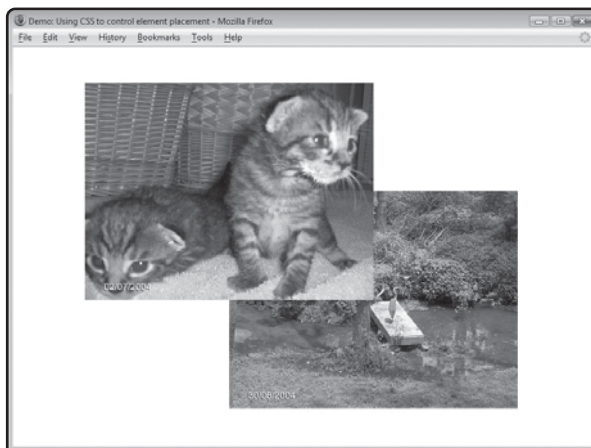 Demo: Using CSS to control element placement - Mozilla Firefox
File Edit View History Bookmarks Tools Help
02/07/2004
30/06/2004